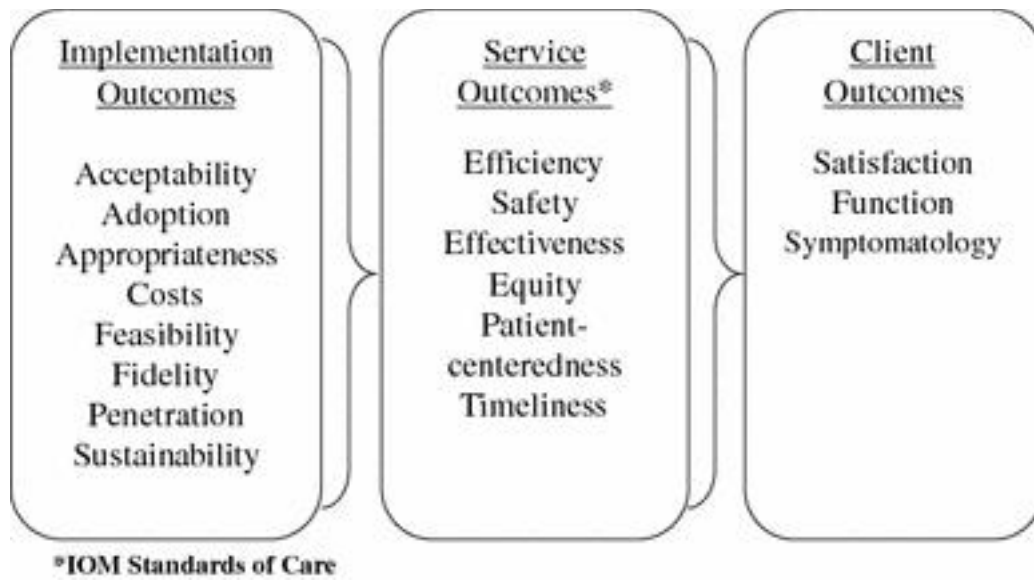 Implementation
Outcomes
Acceptability
Adoption
Appropriateness
Costs
Feasibility
Fidelity
Penetration
Sustainability
Service
Outcomes*
Efficiency
Safety
Effectiveness
Equity
Patient-
centeredness
Timeliness
Client
Outcomes
Satisfaction
Function
Symptomatology
*IOM Standards of Care